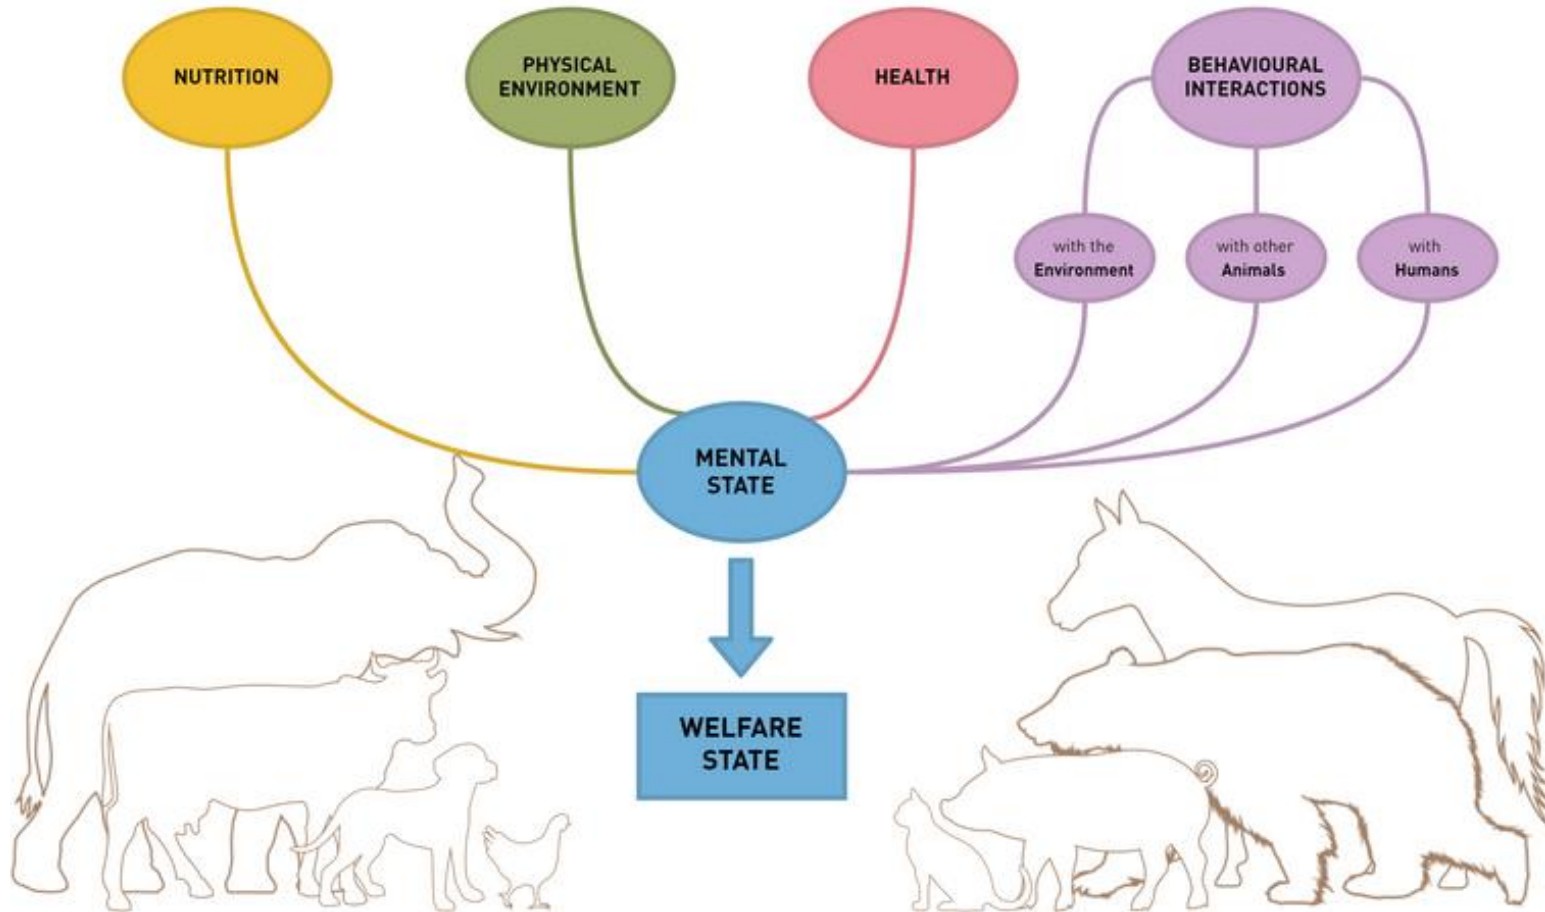 NUTRITION
PHYSICAL
ENVIRONMENT
HEALTH
BEHAVIOURAL
INTERACTIONS
with the
Environment
with other
Animals
with
Humans
MENTAL
STATE
WELFARE
STATE